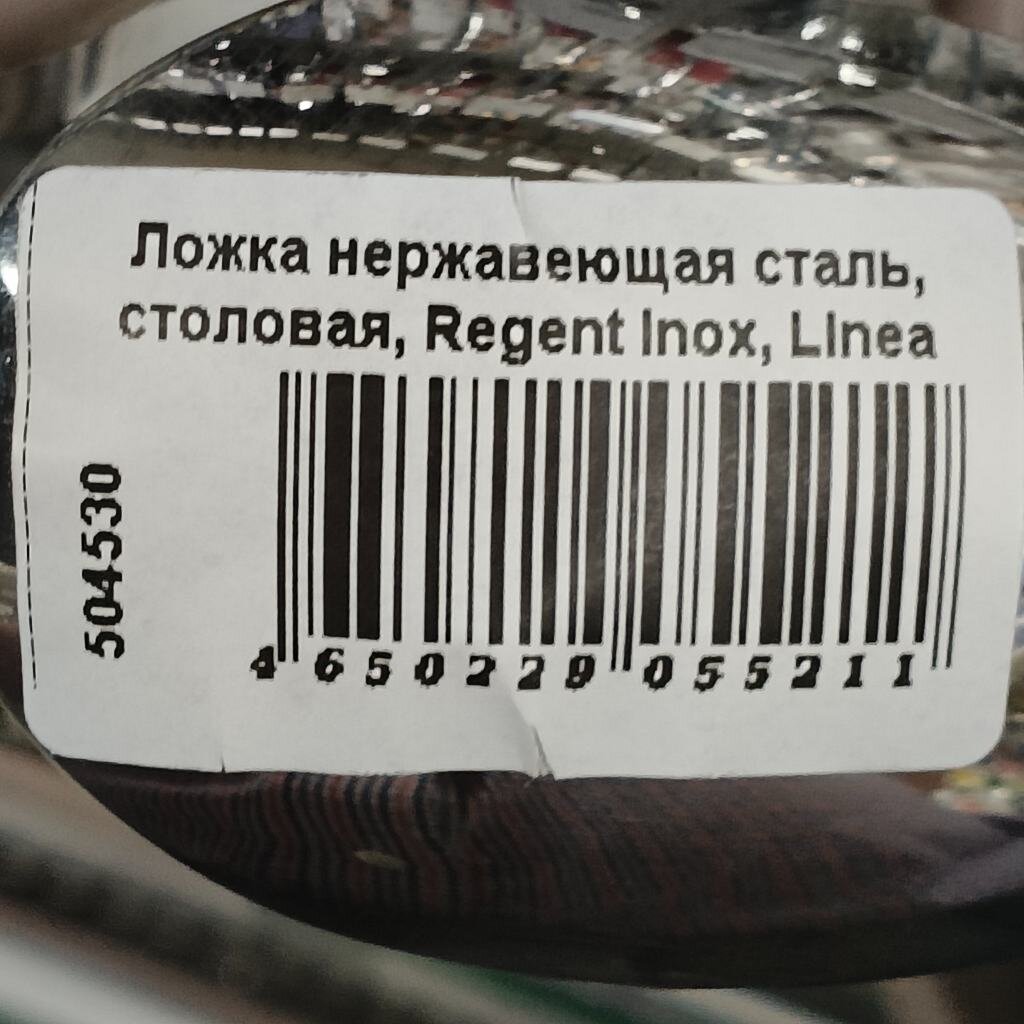 Ложка нержавеющая сталь,
столовая, Regent Inox, LInea
504530
4 650229 055211